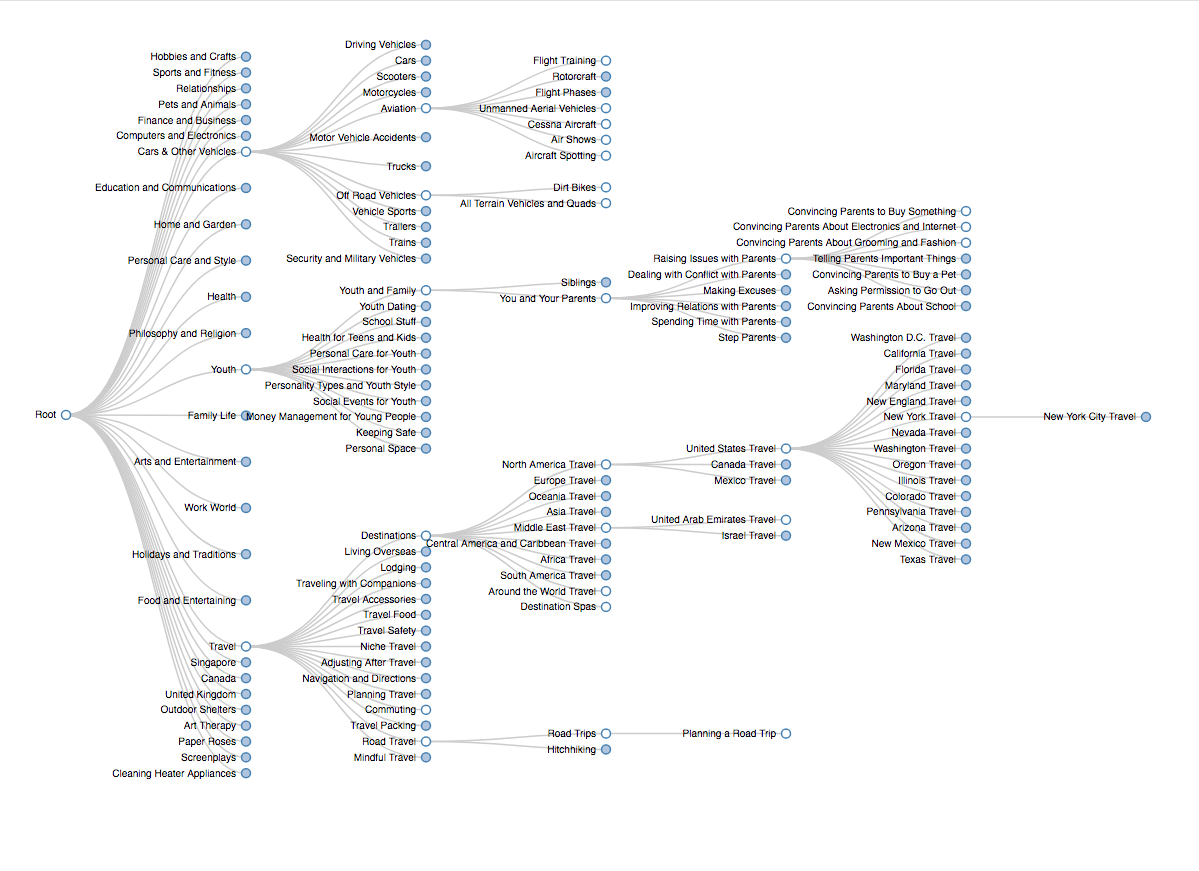 Root
Hobbies and Crafts
Sports and Fitness
Relationships
Pets and Animals
Finance and Business
Computers and Electronics
Cars & Other Vehicles
Education and Communications
Home and Garden
Personal Care and Style
Health
Philosophy and Religion
Youth
Family Life
Arts and Entertainment
Work World
Holidays and Traditions
Food and Entertaining
Travel
Singapore
Canada
United Kingdom
Outdoor Shelters
Art Therapy
Paper Roses
Screenplays
Cleaning Heater Appliances
Driving Vehicles
Cars
Scooters
Motorcycles
Aviation
Motor Vehicle Accidents
Trucks
Off Road Vehicles
Vehicle Sports
Trailers
Trains
Security and Military Vehicles
Youth and Family
Youth Dating
School Stuff
Health for Teens and Kids
Personal Care for Youth
Social Interactions for Youth
Personality Types and Youth Style
Social Events for Youth
Money Management for Young People
Keeping Safe
Personal Space
Destinations
Living Overseas
Lodging
Traveling with Companions
Travel Accessories
Travel Food
Travel Safety
Niche Travel
Adjusting After Travel
Navigation and Directions
Planning Travel
Commuting
Travel Packing
Road Travel
Mindful Travel
Flight Training
Rotorcraft
Flight Phases
Unmanned Aerial Vehicles
Cessna Aircraft
Air Shows
Aircraft Spotting
Dirt Bikes
All Terrain Vehicles and Quads
Siblings
You and Your Parents
North America Travel
Europe Travel
Oceania Travel
Asia Travel
Middle East Travel
Central America and Caribbean Travel
Africa Travel
South America Travel
Around the World Travel
Destination Spas
Road Trips
Hitchhiking
Raising Issues with Parents
Dealing with Conflict with Parents
Making Excuses
Improving Relations with Parents
Spending Time with Parents
Step Parents
United States Travel
Canada Travel
Mexico Travel
United Arab Emirates Travel
Israel Travel
Planning a Road Trip
Convincing Parents to Buy Something
Convincing Parents About Electronics and Internet
Convincing Parents About Grooming and Fashion
Telling Parents Important Things
Convincing Parents to Buy a Pet
Asking Permission to Go Out
Convincing Parents About School
Washington D.C. Travel
California Travel
Florida Travel
Maryland Travel
New England Travel
New York Travel
Nevada Travel
Washington Travel
Oregon Travel
Illinois Travel
Colorado Travel
Pennsylvania Travel
Arizona Travel
New Mexico Travel
Texas Travel
New York City Travel